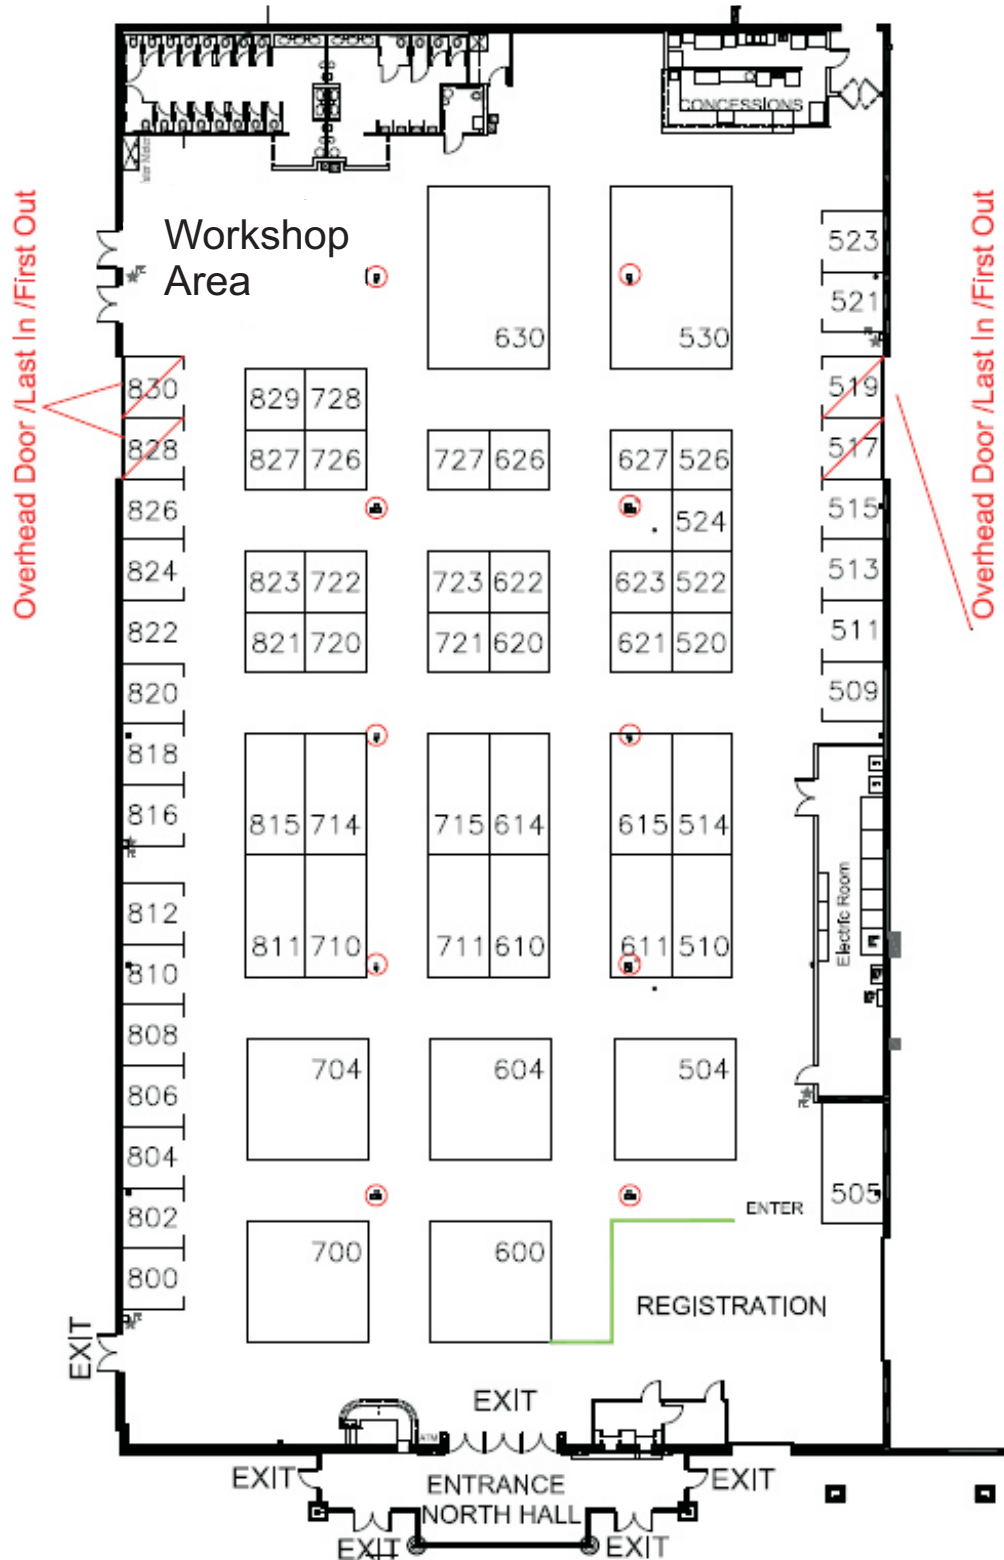 CONCESSIONS
Workshop
Area
Overhead Door /Last In /First Out
Overhead Door /Last In /First Out
523
521
630
530
830
519
829 728
828
827 726
727 626
627 526
517
826
524
515
824
823 722
723 622
623 522
513
822
821 720
721 620
621 520
511
820
509
818
816
815 714
715 614
615 514
812
Electric Room
811 710
711 610
611 510
810
808
704
604
504
806
804
505
802
ENTER
700
600
800
REGISTRATION
EXIT
EXIT
ATM
EXIT
ENTRANCE
EXIT
NORTH HALL
EXIT
EXIT